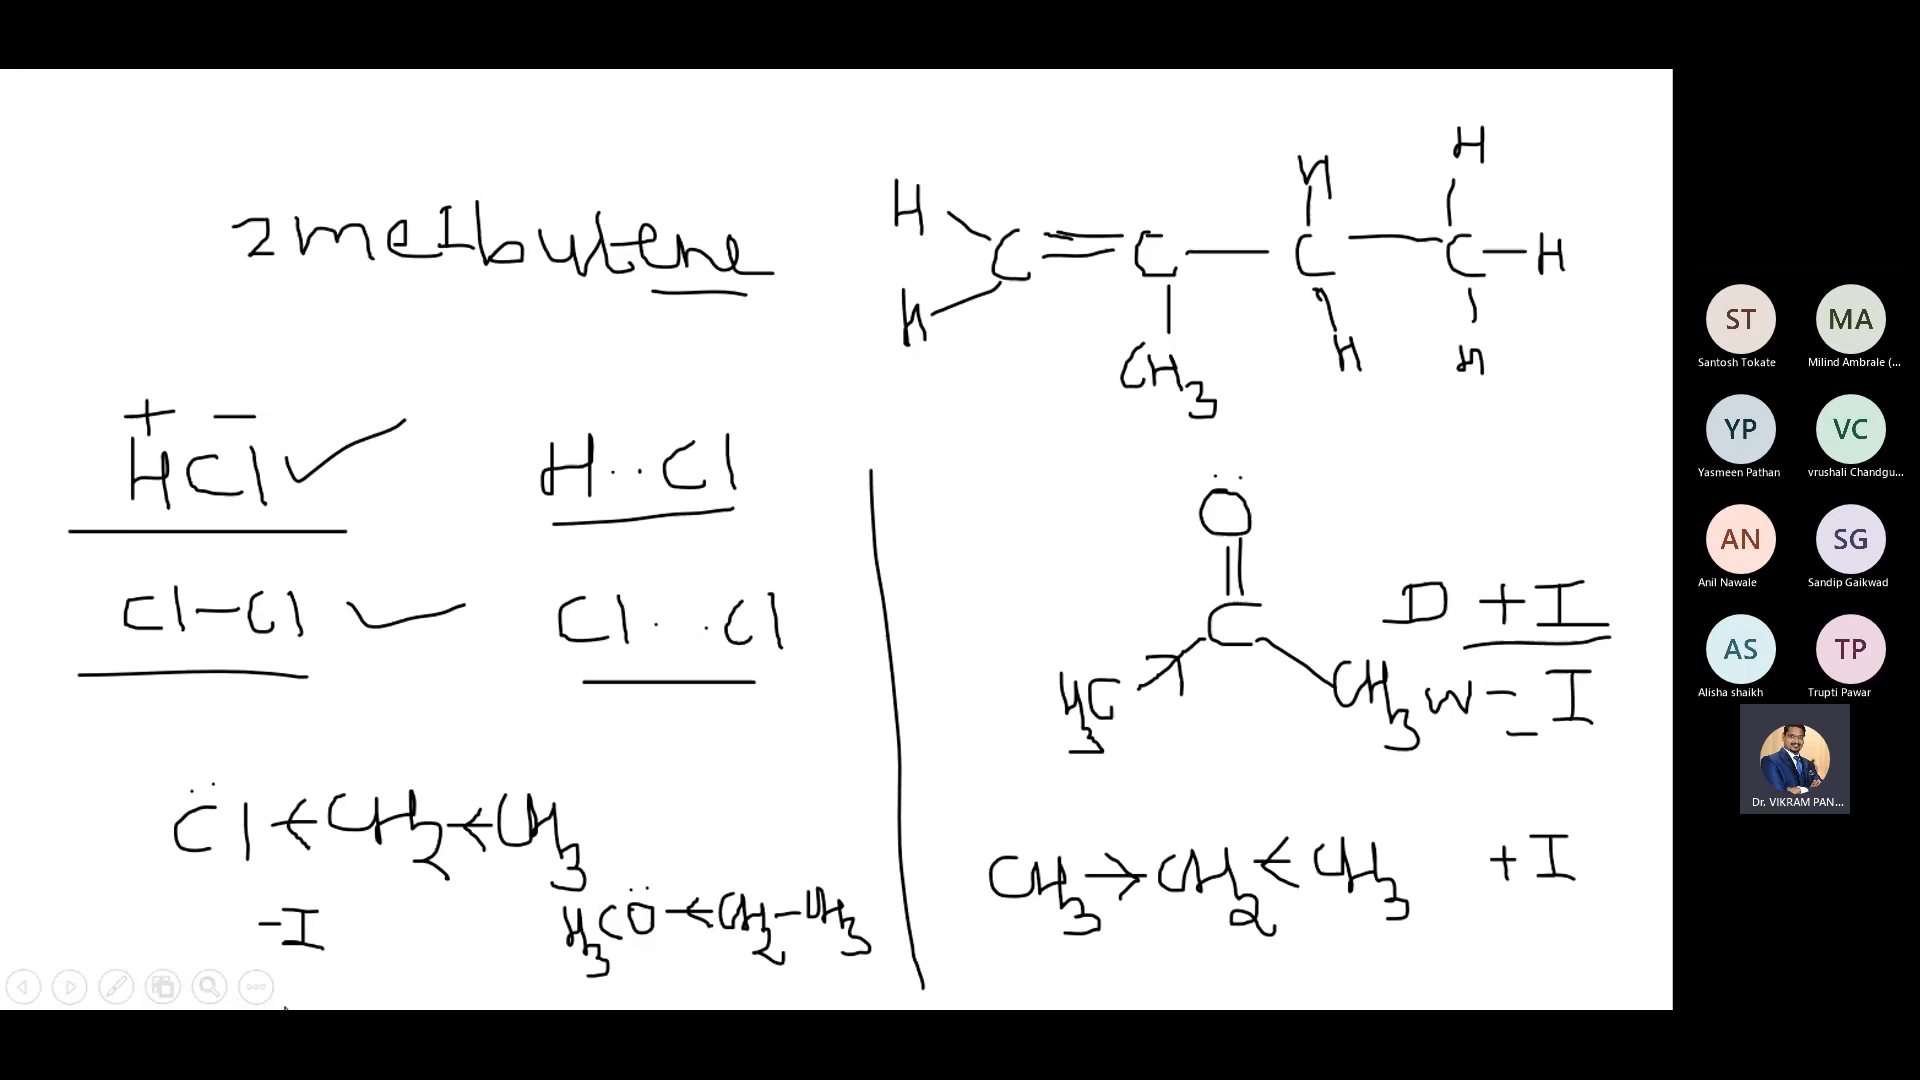 2 melbutene
H
H
C=C—C—C—H
H
H
H
H
CH3
+ −
HCl
H··Cl
Cl−Cl
Cl··Cl
Ö
C
H3C
CH3
D +I
W −I
C̈l←CH2←CH3
−I
H3CÖ←CH2−CH3
CH3→CH2←CH3 +I
ST
MA
Santosh Tokate
Milind Ambrale (...
YP
VC
Yasmeen Pathan
vrushali Chandgu...
AN
SG
Anil Nawale
Sandip Gaikwad
AS
TP
Alisha shaikh
Trupti Pawar
Dr. VIKRAM PAN...